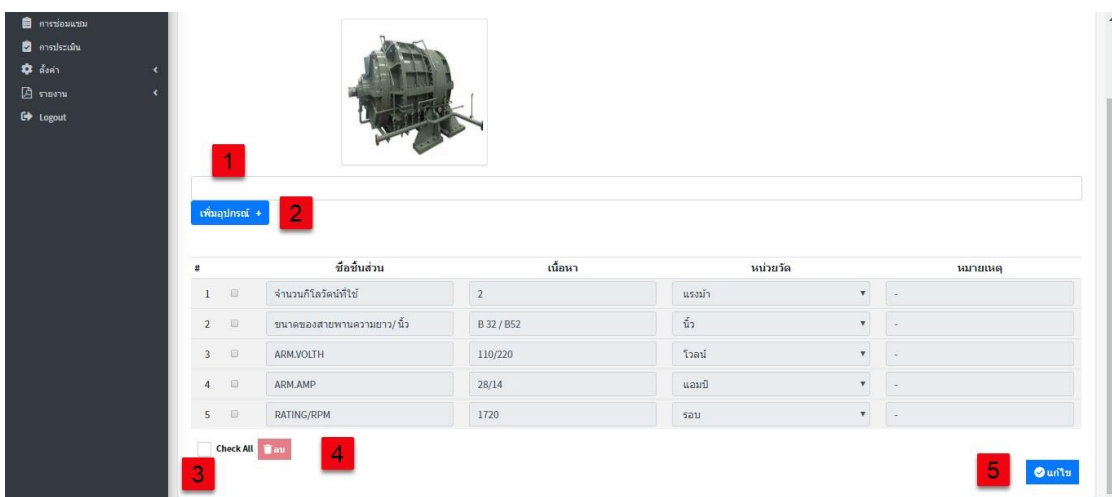 การซ่อมแซม
การประเมิน
ตั้งค่า
รายงาน
Logout
1
เพิ่มอุปกรณ์ +
2
# ชื่อชิ้นส่วน เนื้อหา หน่วยวัด หมายเหตุ
1 จำนวนกิโลวัตน์ที่ใช้ 2 แรงม้า -
2 ขนาดของสายพานความยาว/ นิ้ว B 32 / B52 นิ้ว -
3 ARM.VOLTH 110/220 โวลน์ -
4 ARM.AMP 28/14 แอมป์ -
5 RATING/RPM 1720 รอบ -
Check All ลบ
4
3
5
แก้ไข